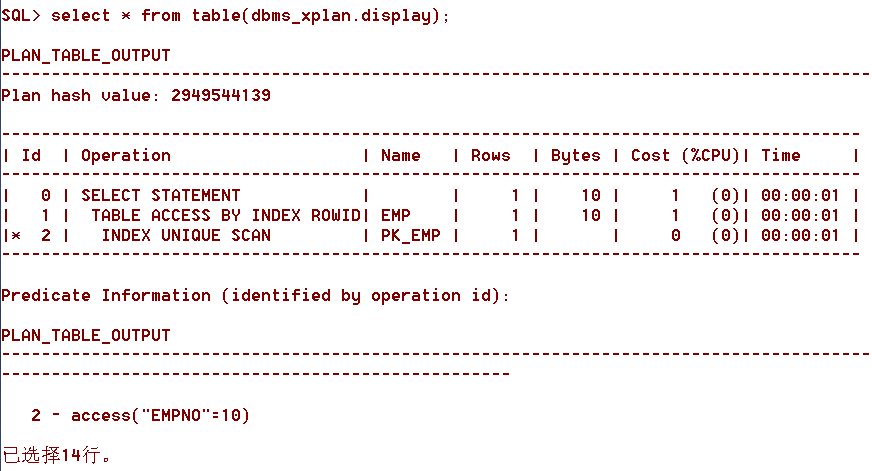 SQL> select * from table(dbms_xplan.display);
PLAN_TABLE_OUTPUT
--------------------------------------------------------------------------------
Plan hash value: 2949544139
--------------------------------------------------------------------------------------
| Id  | Operation                   | Name   | Rows  | Bytes | Cost (%CPU)| Time     |
--------------------------------------------------------------------------------------
|   0 | SELECT STATEMENT            |        |     1 |    10 |     1   (0)| 00:00:01 |
|   1 |  TABLE ACCESS BY INDEX ROWID| EMP    |     1 |    10 |     1   (0)| 00:00:01 |
|*  2 |   INDEX UNIQUE SCAN         | PK_EMP |     1 |       |     0   (0)| 00:00:01 |
--------------------------------------------------------------------------------------
Predicate Information (identified by operation id):
PLAN_TABLE_OUTPUT
--------------------------------------------------------------------------------
---------------------------------------------------
   2 - access("EMPNO"=10)
已选择14行。